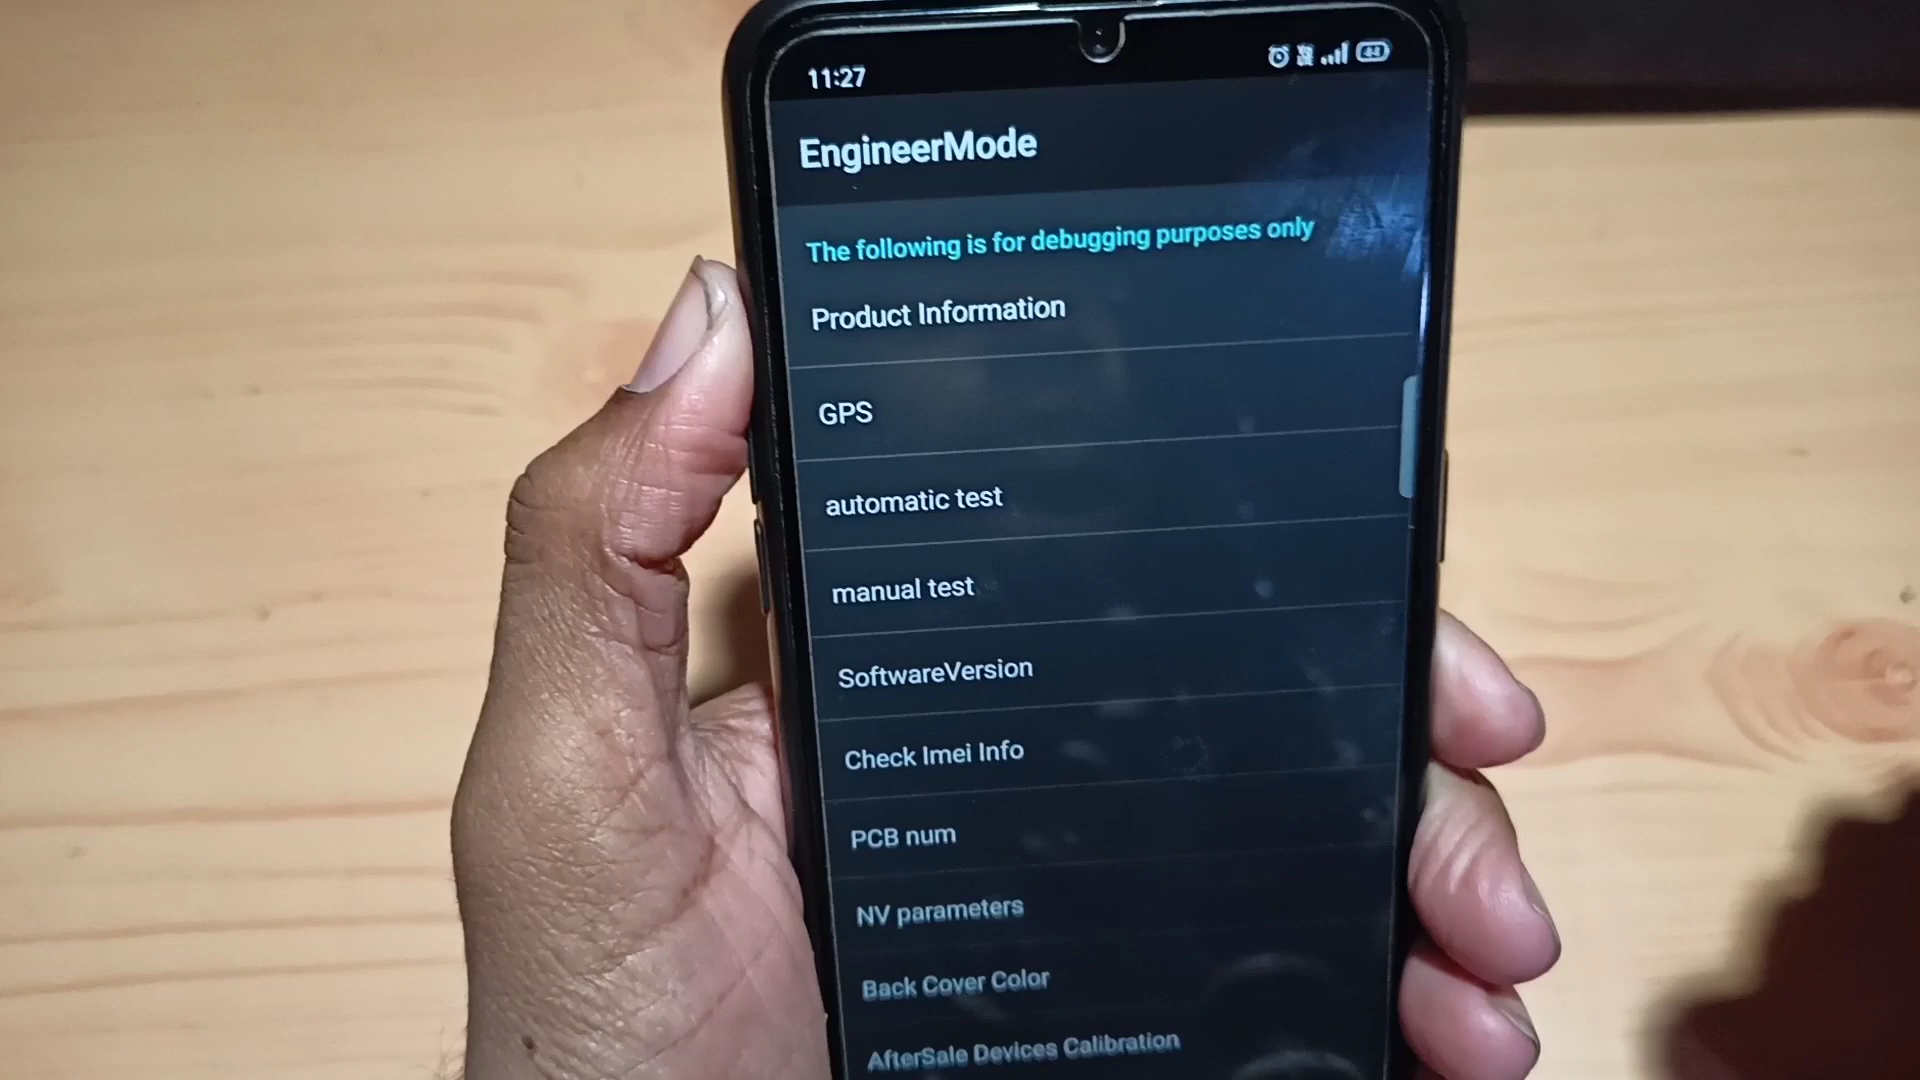 11:27
44
EngineerMode
The following is for debugging purposes only
Product Information
GPS
automatic test
manual test
SoftwareVersion
Check Imei Info
PCB num
NV parameters
Back Cover Color
AfterSale Devices Calibration